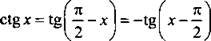 ctg x = tg(π/2 − x) = −tg(x − π/2)